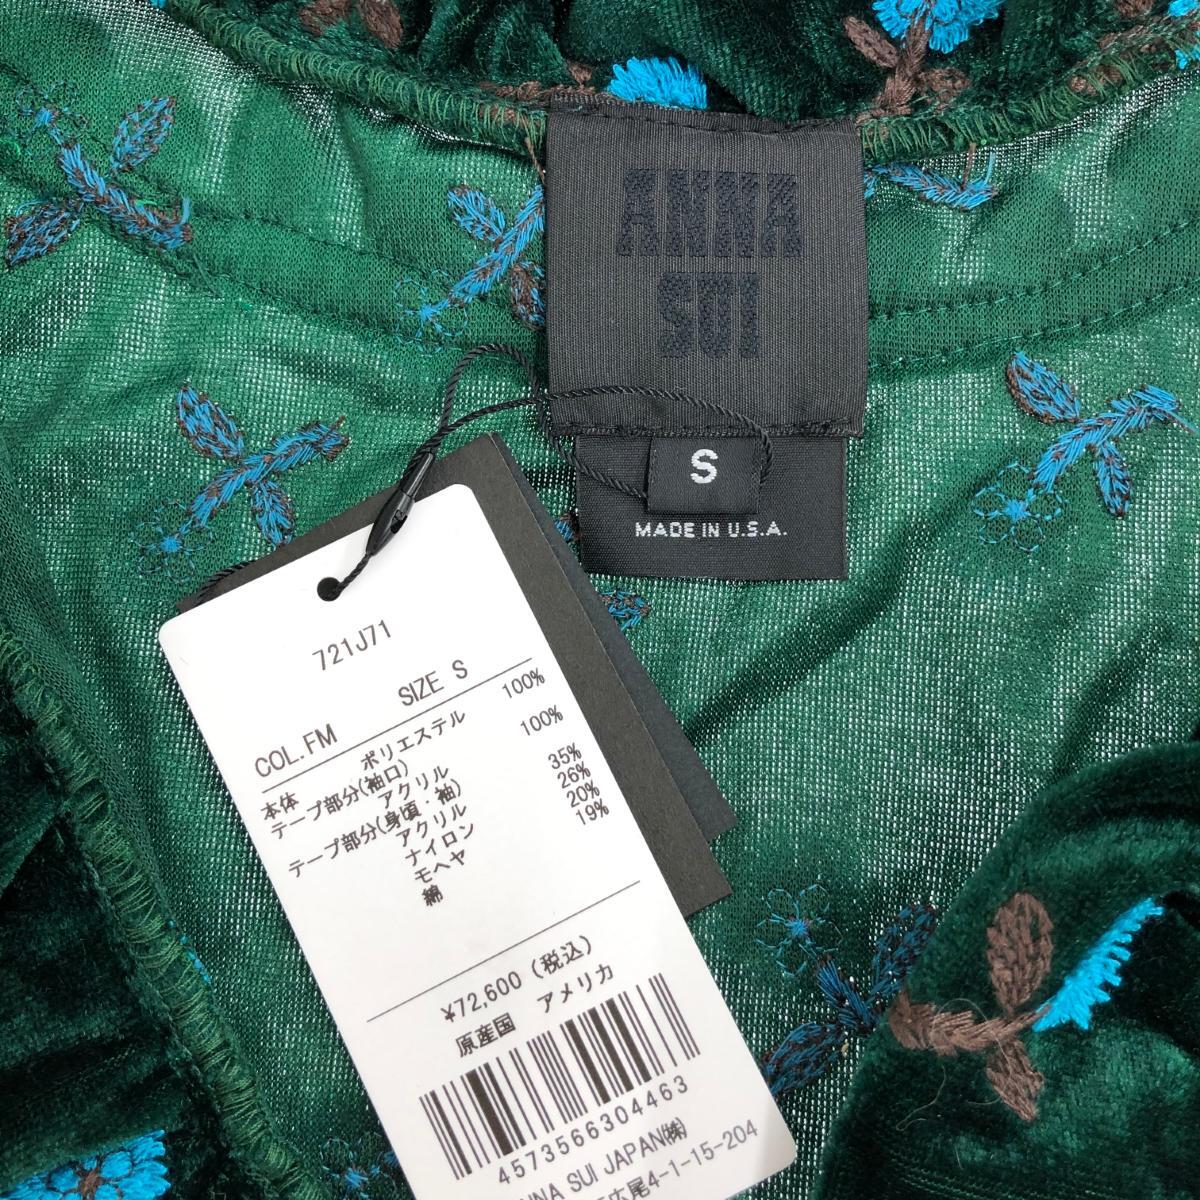 ANNA
SUI
S
MADE IN U.S.A.
721J71
COL.FM SIZE S
本体 ポリエステル 100%
テープ部分(袖口)
アクリル 100%
テープ部分(身頃・袖)
アクリル 35%
ナイロン 26%
モヘヤ 20%
綿 19%
¥72,600 (税込)
原産国 アメリカ
4573566304463
ANNA SUI JAPAN㈱
広尾4-1-15-204